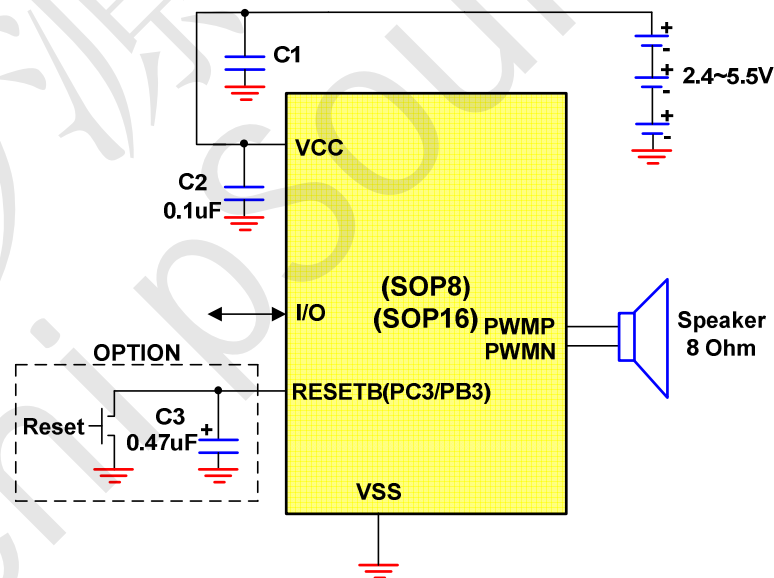 C1
+
-
+
-
+
-
2.4~5.5V
VCC
C2
0.1uF
(SOP8)
(SOP16)
I/O
PWMP
PWMN
Speaker
8 Ohm
OPTION
RESETB(PC3/PB3)
Reset
C3
+
0.47uF
VSS